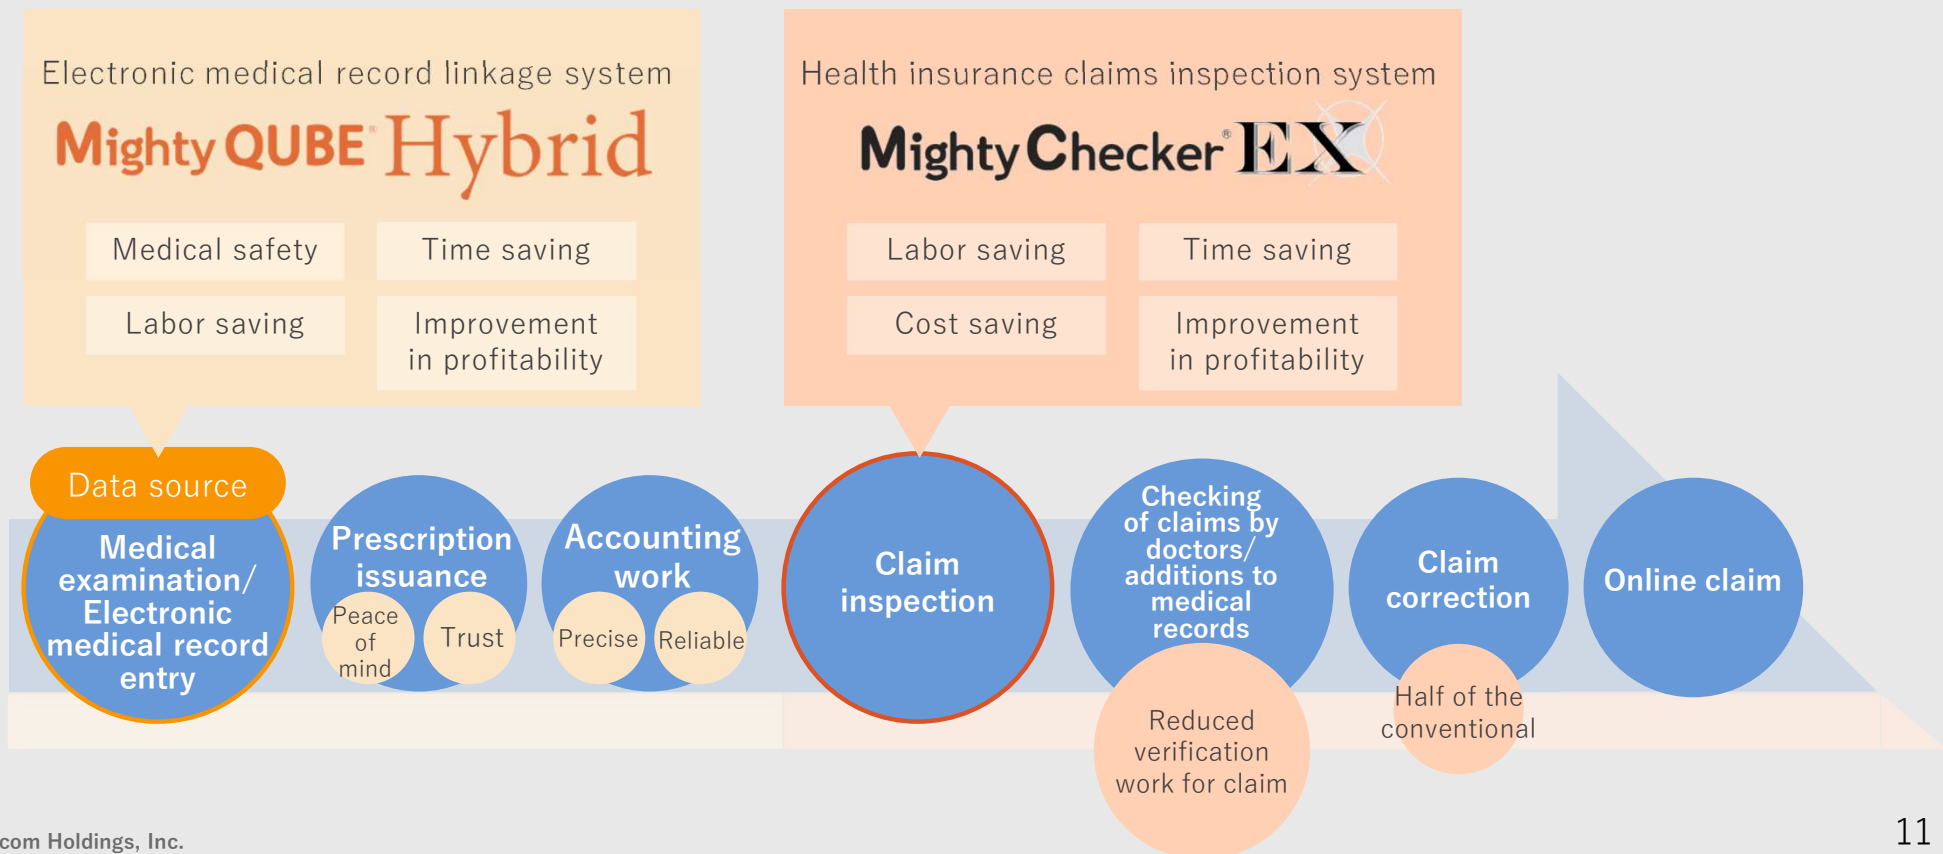 Electronic medical record linkage system
Mighty QUBE® Hybrid
Medical safety
Time saving
Labor saving
Improvement
in profitability
Health insurance claims inspection system
Mighty Checker® EX
Labor saving
Time saving
Cost saving
Improvement
in profitability
Data source
Medical
examination/
Electronic
medical record
entry
Prescription
issuance
Peace
of
mind
Trust
Accounting
work
Precise
Reliable
Claim
inspection
Checking
of claims by
doctors/
additions to
medical
records
Reduced
verification
work for claim
Claim
correction
Half of the
conventional
Online claim
com Holdings, Inc.
11